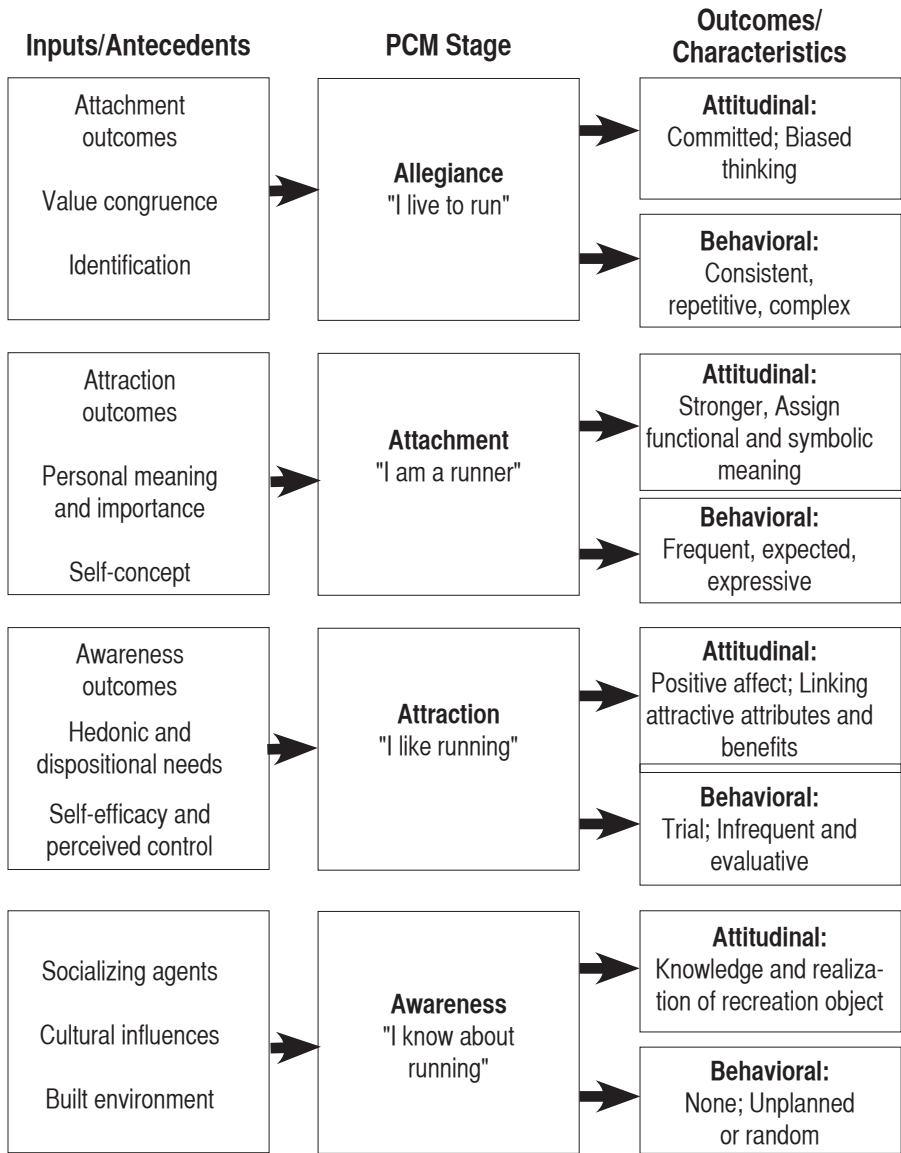 Inputs/Antecedents
PCM Stage
Outcomes/
Characteristics
Attachment
outcomes
Value congruence
Identification
Allegiance
"I live to run"
Attitudinal:
Committed; Biased
thinking
Behavioral:
Consistent,
repetitive, complex
Attraction
outcomes
Personal meaning
and importance
Self-concept
Attachment
"I am a runner"
Attitudinal:
Stronger, Assign
functional and symbolic
meaning
Behavioral:
Frequent, expected,
expressive
Awareness
outcomes
Hedonic and
dispositional needs
Self-efficacy and
perceived control
Attraction
"I like running"
Attitudinal:
Positive affect; Linking
attractive attributes and
benefits
Behavioral:
Trial; Infrequent and
evaluative
Socializing agents
Cultural influences
Built environment
Awareness
"I know about
running"
Attitudinal:
Knowledge and realiza-
tion of recreation object
Behavioral:
None; Unplanned
or random